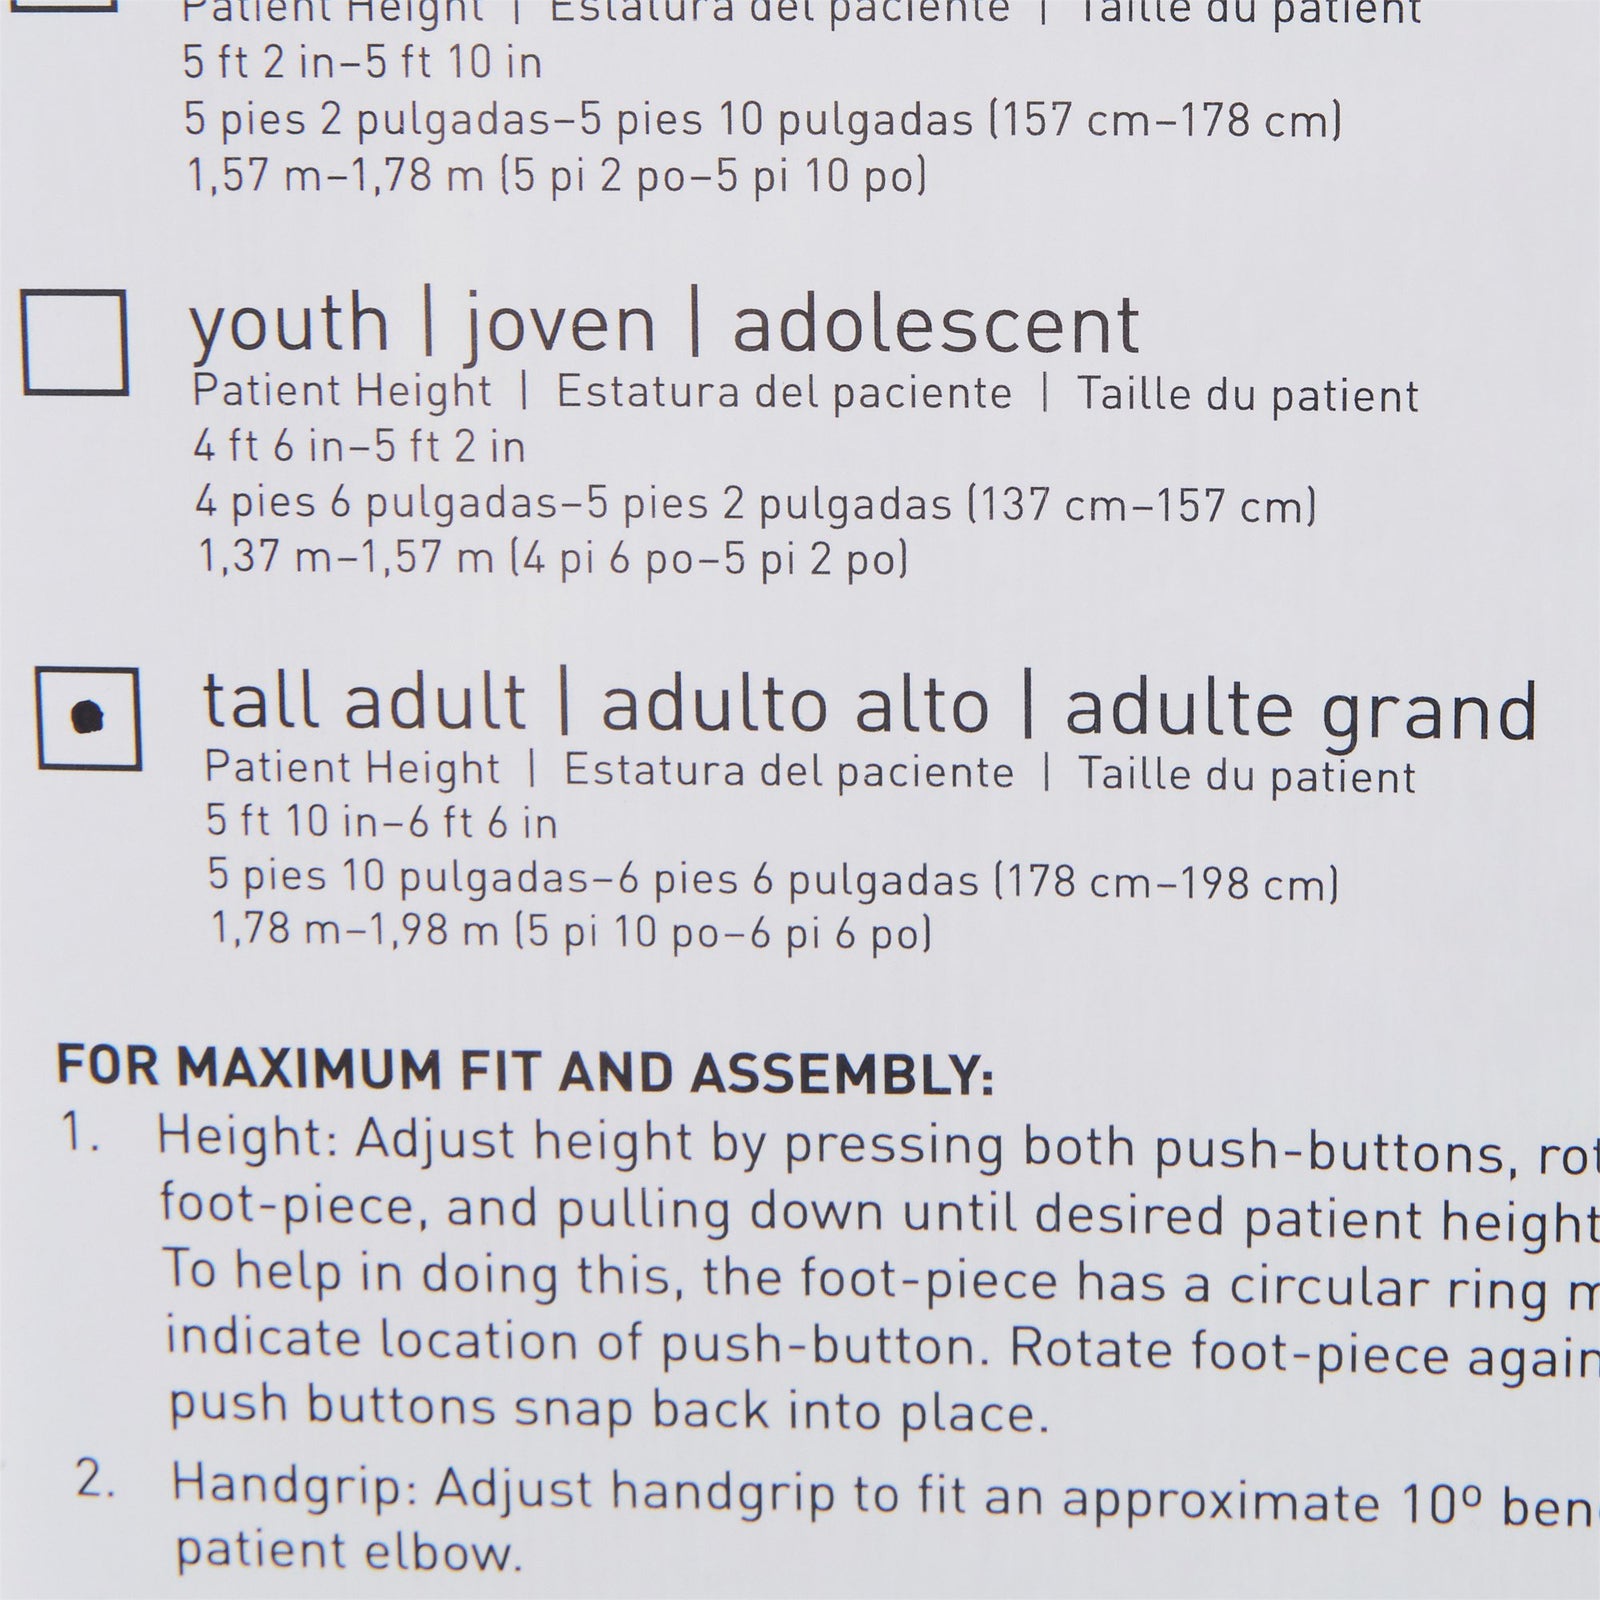 Patient Height | Estatura del paciente | Taille du patient
5 ft 2 in–5 ft 10 in
5 pies 2 pulgadas–5 pies 10 pulgadas (157 cm–178 cm)
1,57 m–1,78 m (5 pi 2 po–5 pi 10 po)
youth | joven | adolescent
Patient Height | Estatura del paciente | Taille du patient
4 ft 6 in–5 ft 2 in
4 pies 6 pulgadas–5 pies 2 pulgadas (137 cm–157 cm)
1,37 m–1,57 m (4 pi 6 po–5 pi 2 po)
tall adult | adulto alto | adulte grand
Patient Height | Estatura del paciente | Taille du patient
5 ft 10 in–6 ft 6 in
5 pies 10 pulgadas–6 pies 6 pulgadas (178 cm–198 cm)
1,78 m–1,98 m (5 pi 10 po–6 pi 6 po)
FOR MAXIMUM FIT AND ASSEMBLY:
1. Height: Adjust height by pressing both push-buttons,
foot-piece, and pulling down until desired patient height
To help in doing this, the foot-piece has a circular ring
indicate location of push-button. Rotate foot-piece again
push buttons snap back into place.
2. Handgrip: Adjust handgrip to fit an approximate 10º
patient elbow.